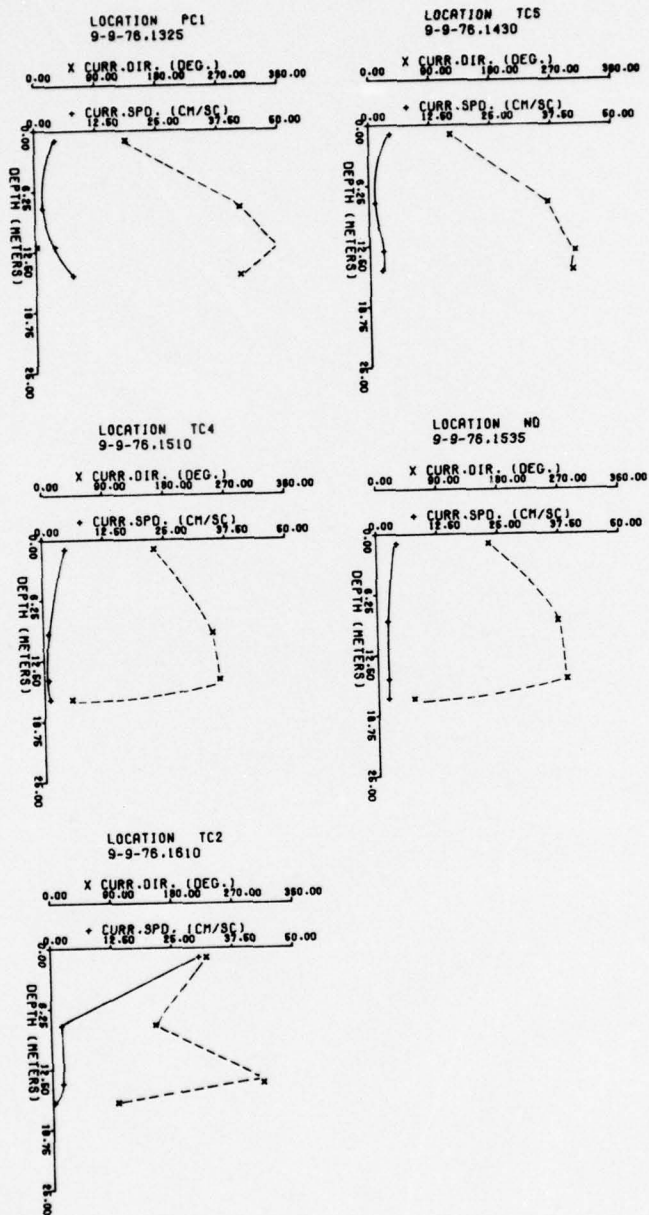 LOCATION PC1
9-9-76.1325
X CURR.DIR. (DEG.)
0.00 90.00 180.00 270.00 360.00
+ CURR.SPD. (CM/SC)
0.00 12.50 25.00 37.50 50.00
0.00 6.25 12.50 18.75 25.00
DEPTH (METERS)
LOCATION TC5
9-9-76.1430
X CURR.DIR. (DEG.)
0.00 90.00 180.00 270.00 360.00
+ CURR.SPD. (CM/SC)
0.00 12.50 25.00 37.50 50.00
0.00 6.25 12.50 18.75 25.00
DEPTH (METERS)
LOCATION TC4
9-9-76.1510
X CURR.DIR. (DEG.)
0.00 90.00 180.00 270.00 360.00
+ CURR.SPD. (CM/SC)
0.00 12.50 25.00 37.50 50.00
0.00 6.25 12.50 18.75 25.00
DEPTH (METERS)
LOCATION NO
9-9-76.1535
X CURR.DIR. (DEG.)
0.00 90.00 180.00 270.00 360.00
+ CURR.SPD. (CM/SC)
0.00 12.50 25.00 37.50 50.00
0.00 6.25 12.50 18.75 25.00
DEPTH (METERS)
LOCATION TC2
9-9-76.1610
X CURR.DIR. (DEG.)
0.00 90.00 180.00 270.00 360.00
+ CURR.SPD. (CM/SC)
0.00 12.50 25.00 37.50 50.00
0.00 6.25 12.50 18.75 25.00
DEPTH (METERS)